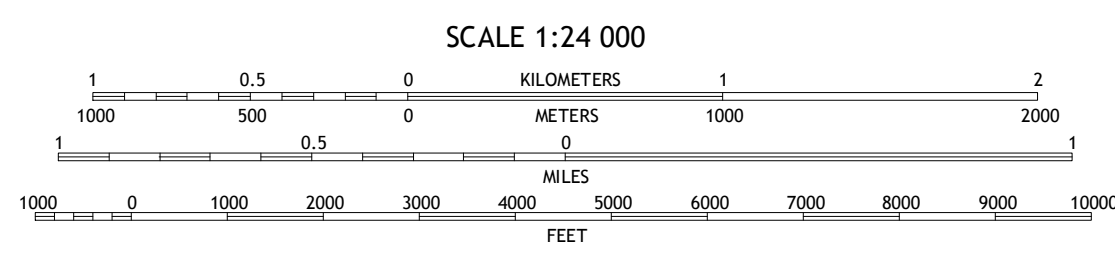 SCALE 1:24 000
1 0.5 0 KILOMETERS 1 2
1000 500 0 METERS 1000 2000
1 0.5 0 1
MILES
1000 0 1000 2000 3000 4000 5000 6000 7000 8000 9000 10000
FEET